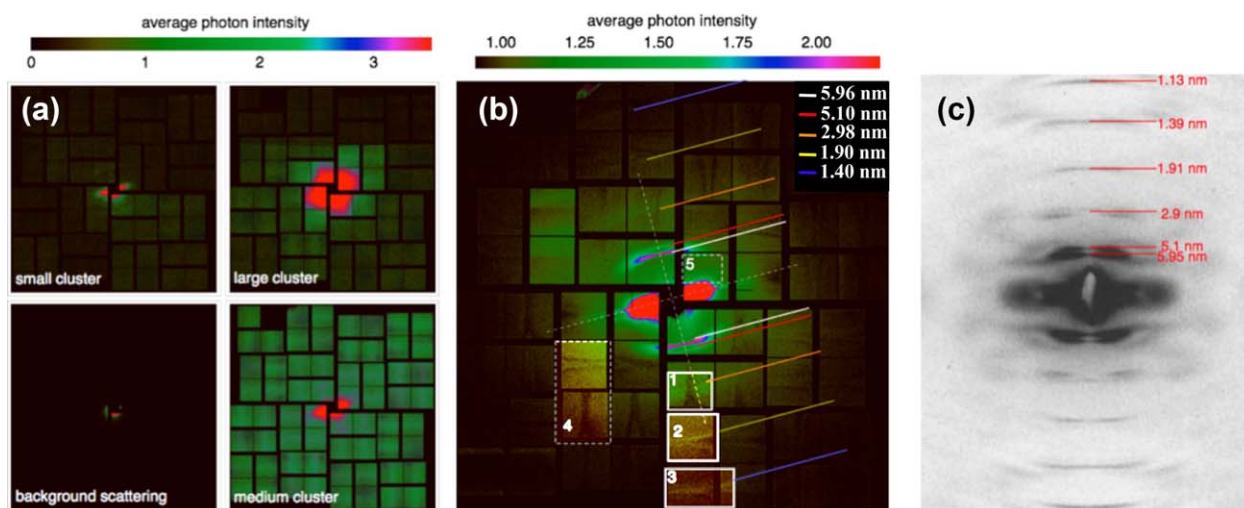 average photon intensity
0 1 2 3
(a)
small cluster
large cluster
background scattering
medium cluster
average photon intensity
1.00 1.25 1.50 1.75 2.00
(b)
5.96 nm
5.10 nm
2.98 nm
1.90 nm
1.40 nm
5
1
4
2
3
(c)
1.13 nm
1.39 nm
1.91 nm
2.9 nm
5.1 nm
5.95 nm